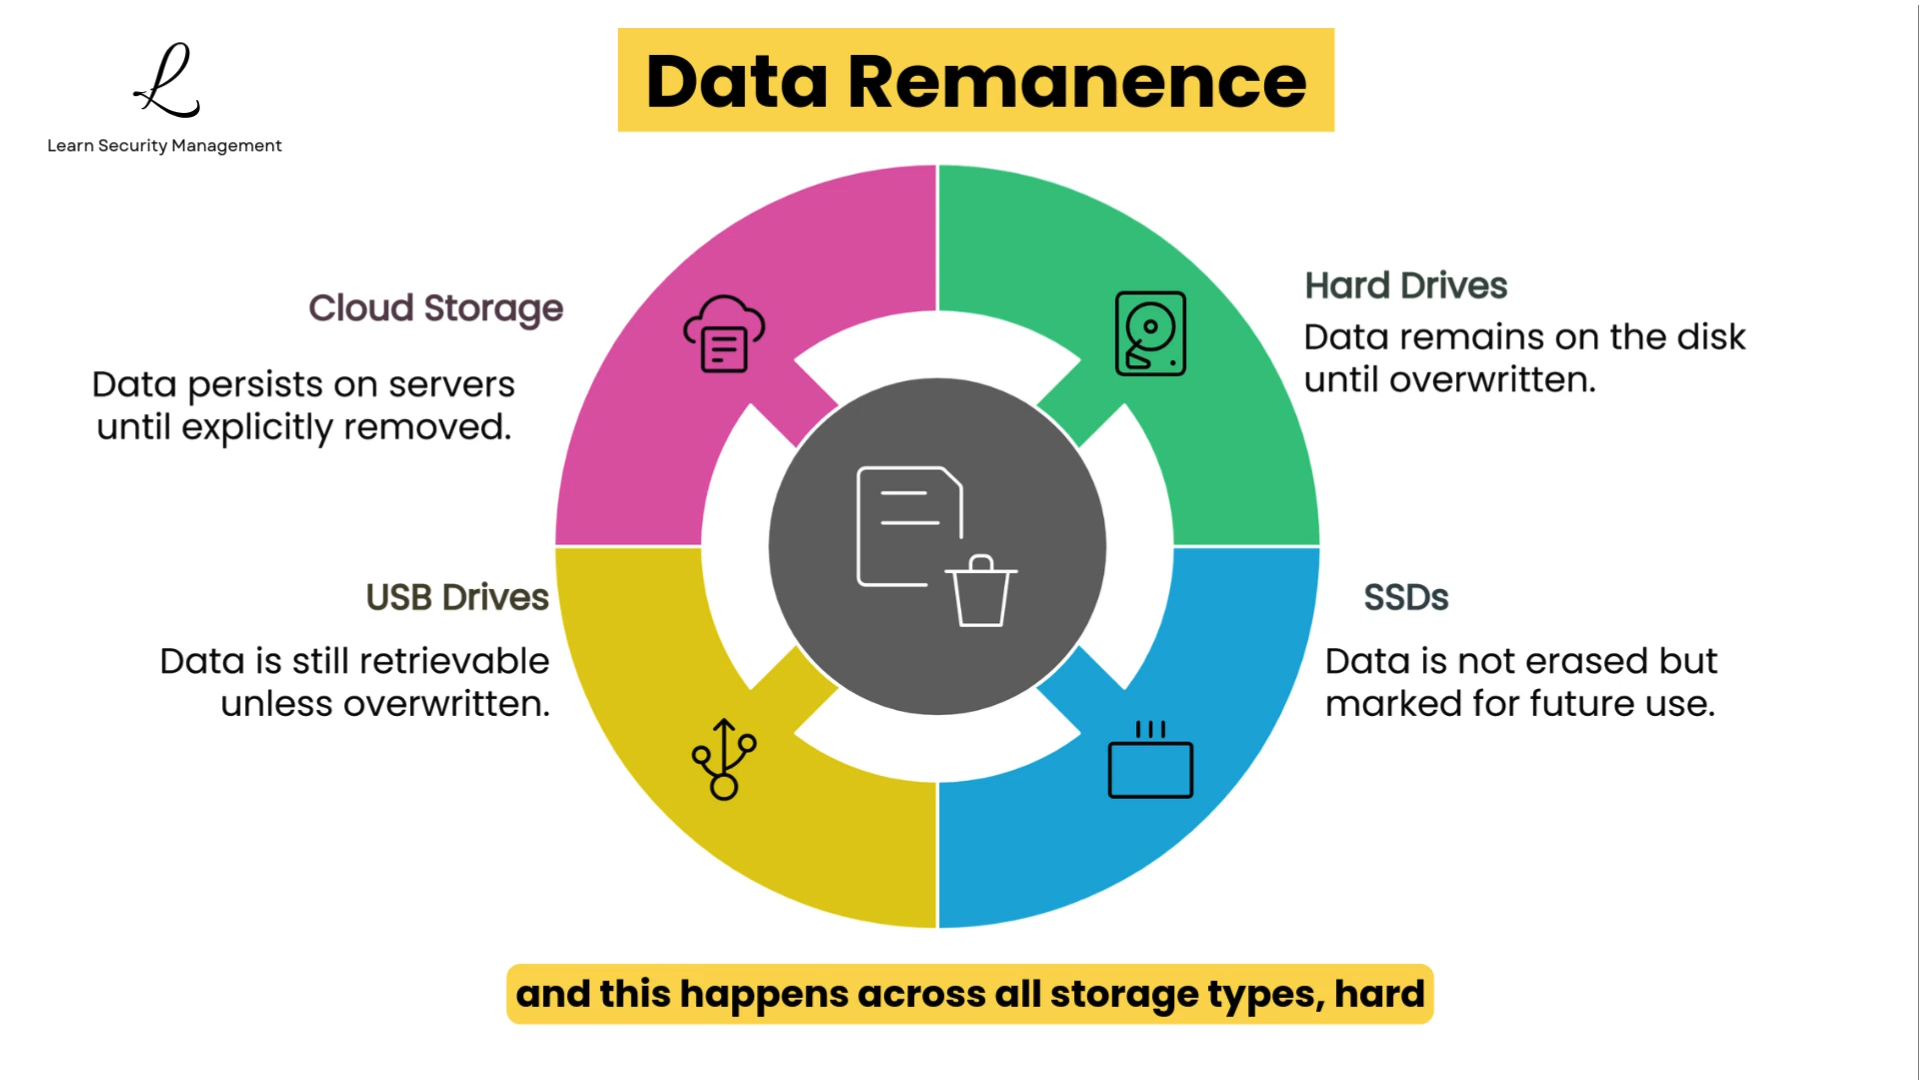 L
Learn Security Management
Data Remanence
Cloud Storage
Data persists on servers
until explicitly removed.
Hard Drives
Data remains on the disk
until overwritten.
USB Drives
Data is still retrievable
unless overwritten.
SSDs
Data is not erased but
marked for future use.
and this happens across all storage types, hard